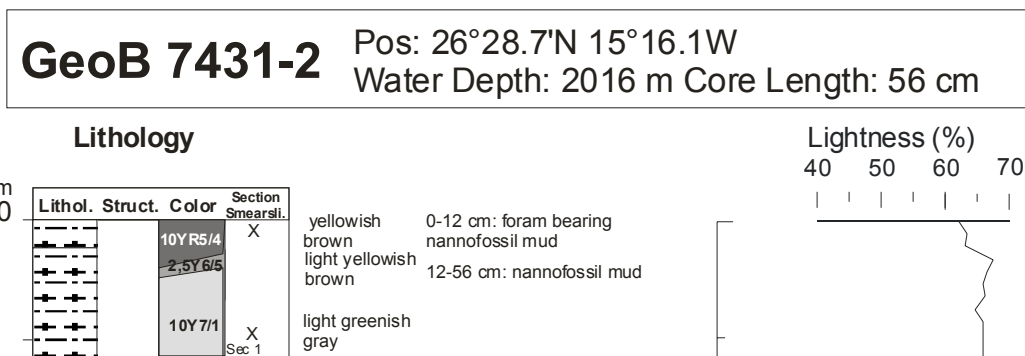 GeoB 7431-2
Pos: 26°28.7'N 15°16.1W
Water Depth: 2016 m Core Length: 56 cm
Lithology
Lightness (%)
40 50 60 70
m
0
Lithol. Struct. Color Section Smearsli.
10YR5/4
X
yellowish
brown
0-12 cm: foram bearing
nannofossil mud
2,5Y6/5
light yellowish
brown
12-56 cm: nannofossil mud
10Y7/1
X
Sec 1
light greenish
gray